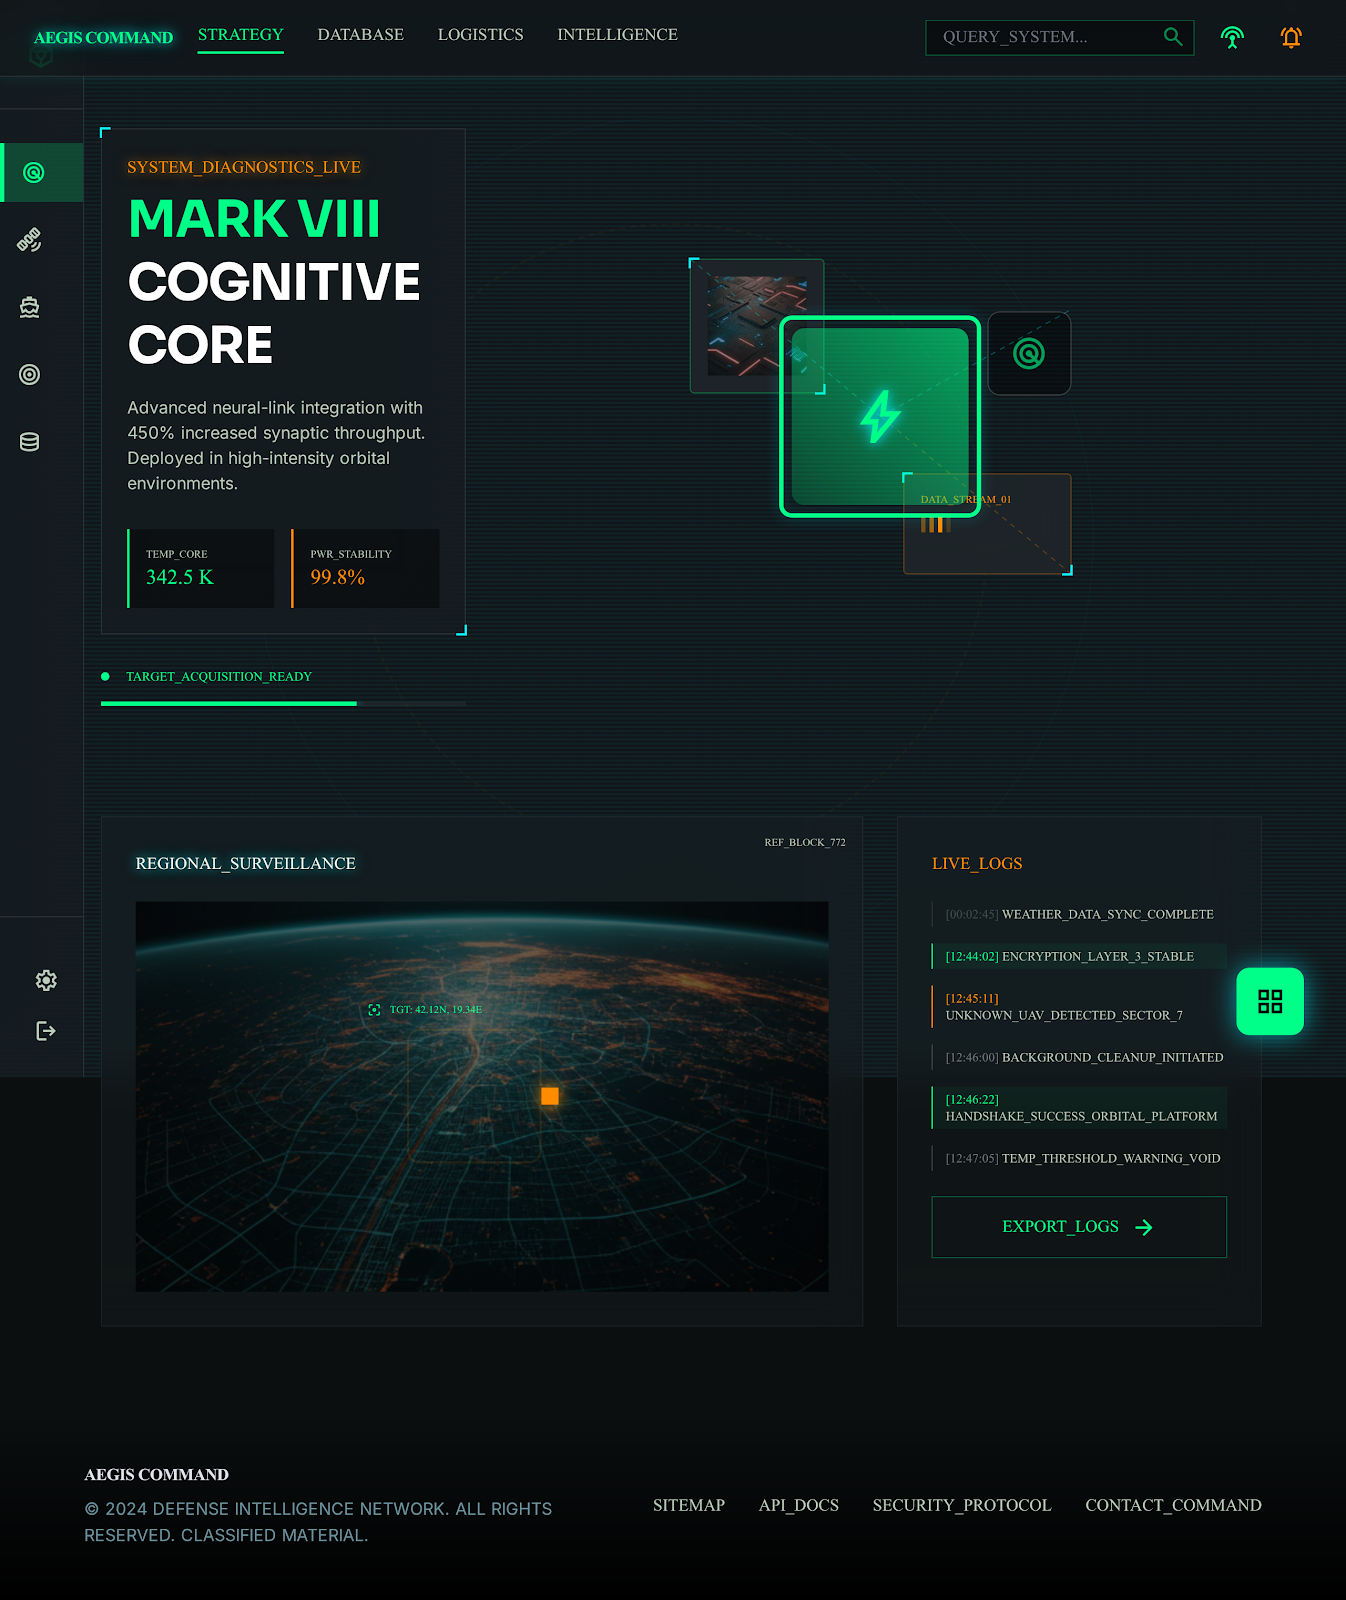 AEGIS COMMAND
STRATEGY
DATABASE
LOGISTICS
INTELLIGENCE
QUERY_SYSTEM...
SYSTEM_DIAGNOSTICS_LIVE
MARK VIII
COGNITIVE
CORE
Advanced neural-link integration with
450% increased synaptic throughput.
Deployed in high-intensity orbital
environments.
TEMP_CORE
342.5 K
PWR_STABILITY
99.8%
TARGET_ACQUISITION_READY
DATA_STREAM_01
REGIONAL_SURVEILLANCE
REF_BLOCK_772
TGT: 42.12N, 19.34E
LIVE_LOGS
[00:02:45] WEATHER_DATA_SYNC_COMPLETE
[12:44:02] ENCRYPTION_LAYER_3_STABLE
[12:45:11]
UNKNOWN_UAV_DETECTED_SECTOR_7
[12:46:00] BACKGROUND_CLEANUP_INITIATED
[12:46:22]
HANDSHAKE_SUCCESS_ORBITAL_PLATFORM
[12:47:05] TEMP_THRESHOLD_WARNING_VOID
EXPORT_LOGS
AEGIS COMMAND
© 2024 DEFENSE INTELLIGENCE NETWORK. ALL RIGHTS
RESERVED. CLASSIFIED MATERIAL.
SITEMAP
API_DOCS
SECURITY_PROTOCOL
CONTACT_COMMAND